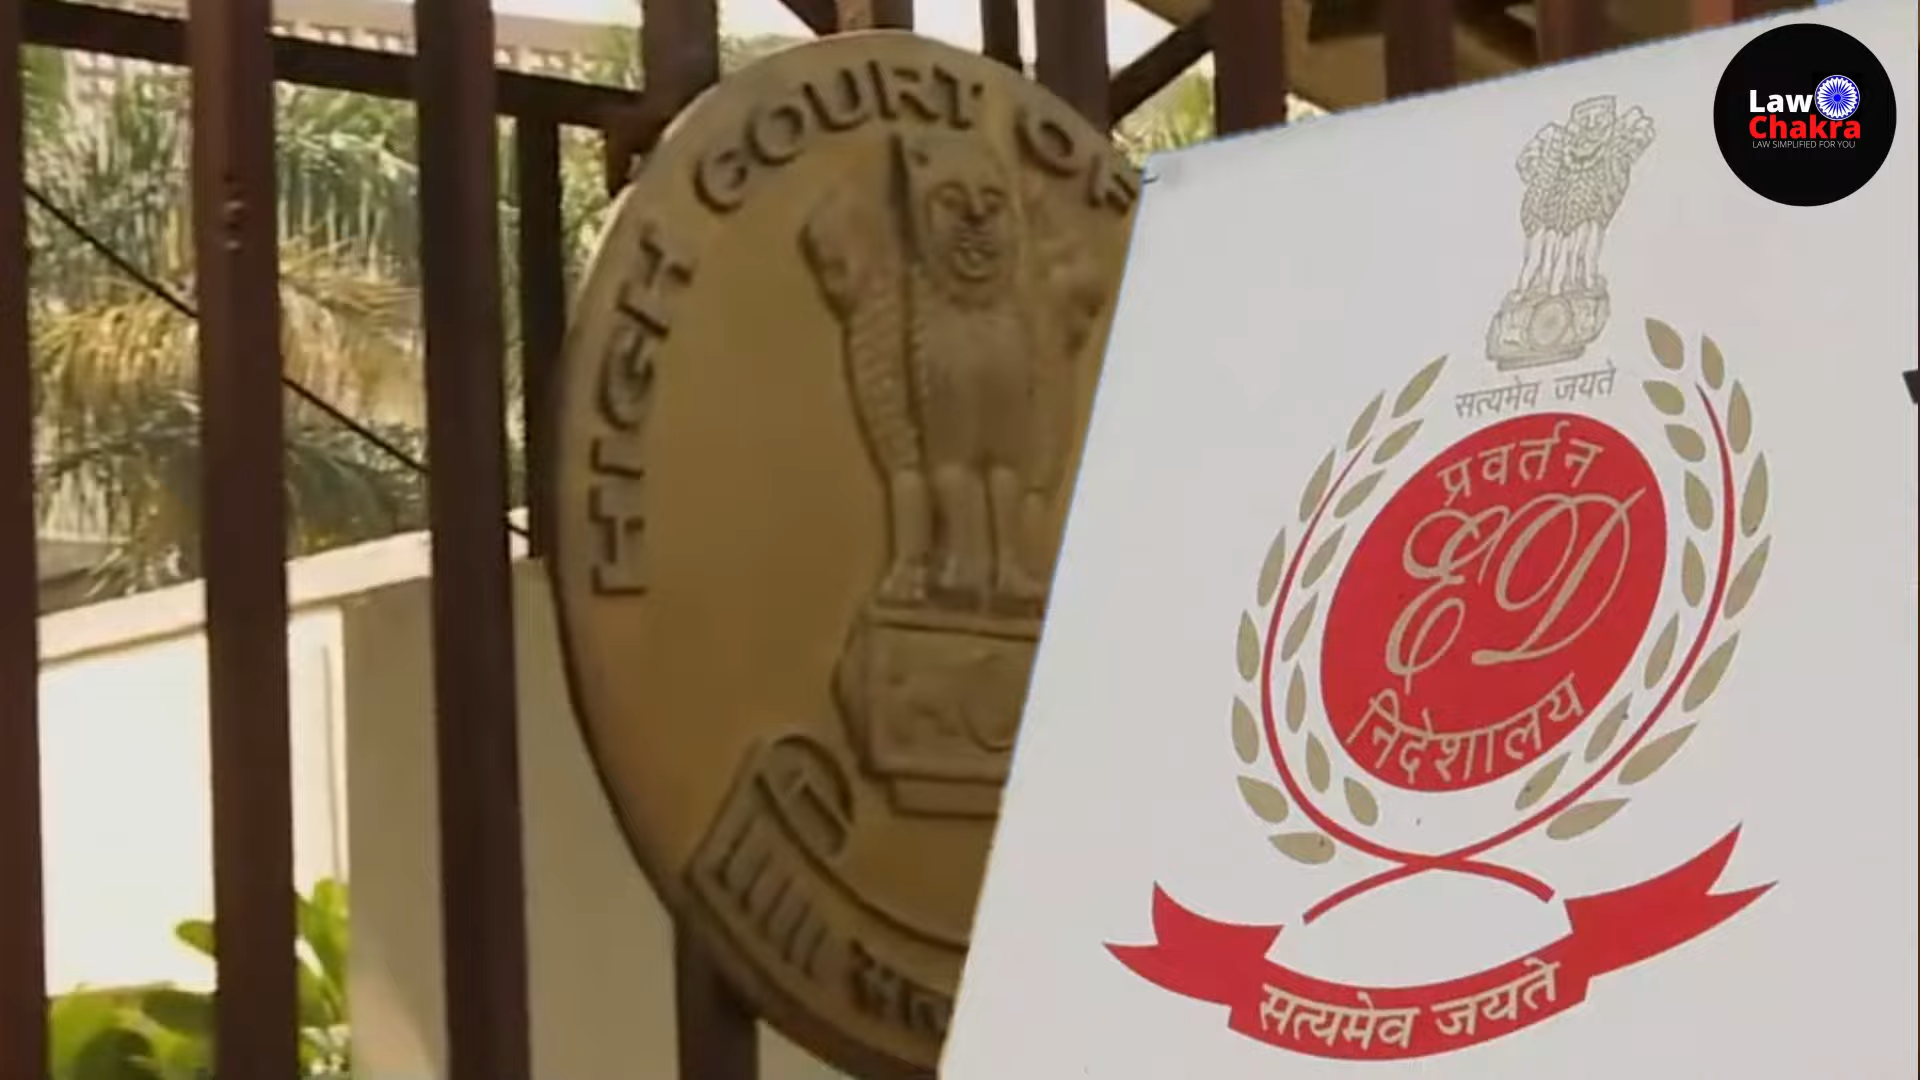 HIGH COURT OF
सत्यमेव जयते
प्रवर्तन
ED
निदेशालय
सत्यमेव जयते
Law
Chakra
LAW SIMPLIFIED FOR YOU